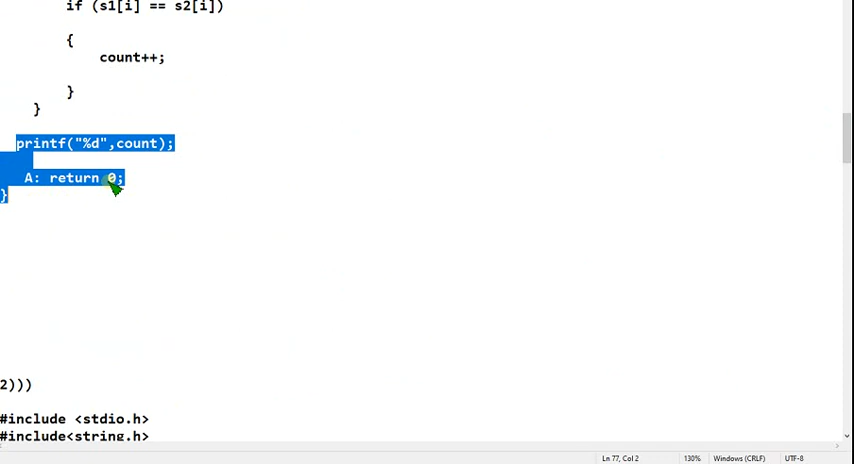 if (s1[i] == s2[i])
{
count++;
}
}
printf("%d",count);
A: return 0;
}
2)))
#include <stdio.h>
#include<string.h>
Ln 77, Col 2 130% Windows (CRLF) UTF-8